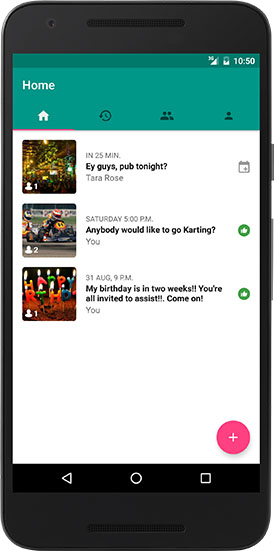 3G 10:50
Home
IN 25 MIN.
Ey guys, pub tonight?
Tara Rose
1
SATURDAY 5:00 P.M.
Anybody would like to go Karting?
You
2
31 AUG, 9 P.M.
My birthday is in two weeks!! You're
all invited to assist!!. Come on!
You
1